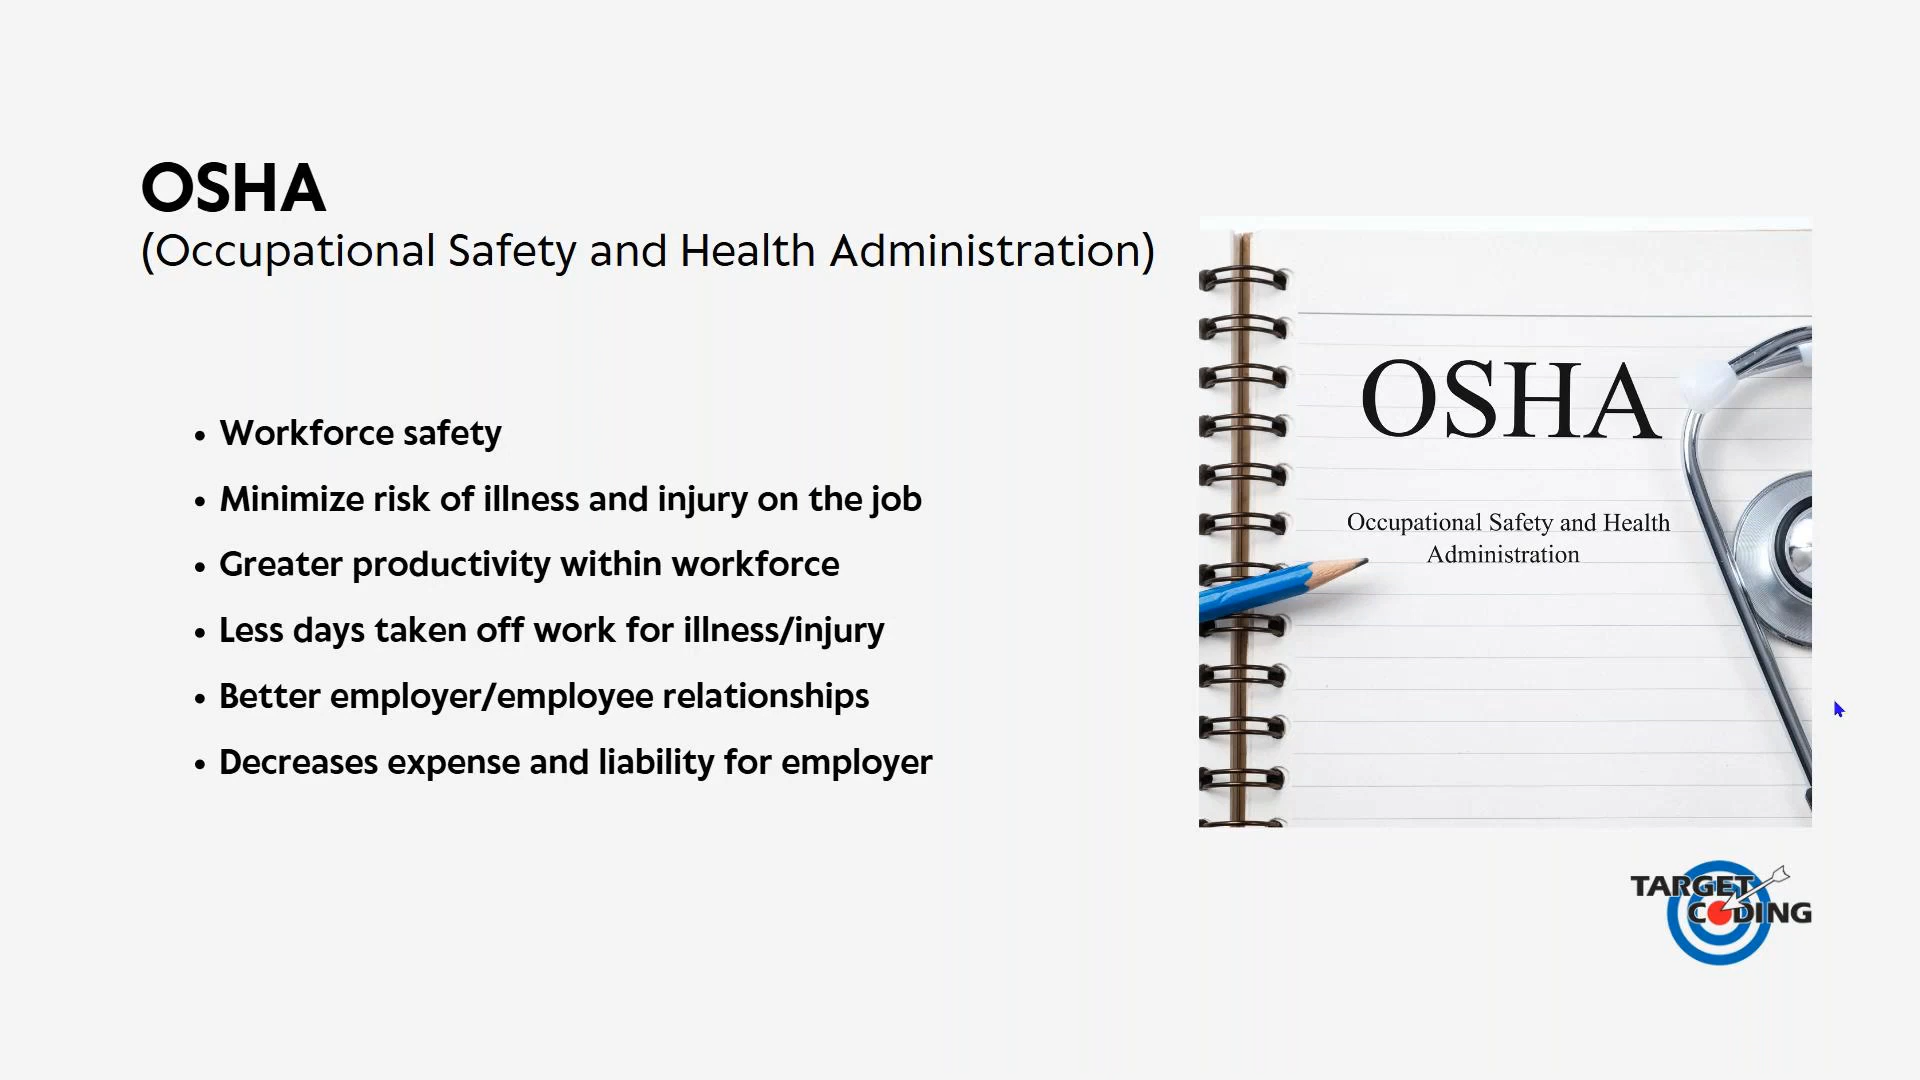 OSHA
(Occupational Safety and Health Administration)
• Workforce safety
• Minimize risk of illness and injury on the job
• Greater productivity within workforce
• Less days taken off work for illness/injury
• Better employer/employee relationships
• Decreases expense and liability for employer
OSHA
Occupational Safety and Health
Administration
TARGET
CODING